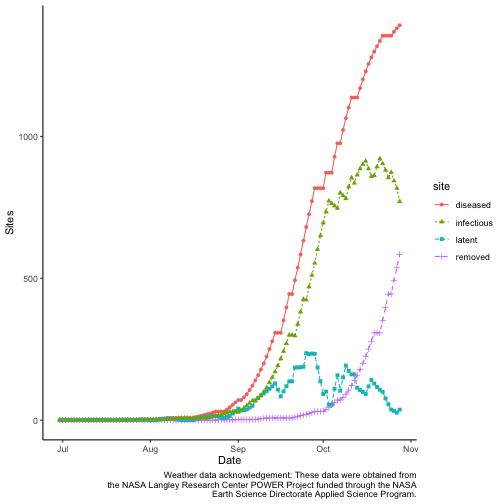 1000
500
0
Sites
Jul Aug Sep Oct Nov
Date
site
diseased
infectious
latent
removed
Weather data acknowledgement: These data were obtained from
the NASA Langley Research Center POWER Project funded through the NASA
Earth Science Directorate Applied Science Program.